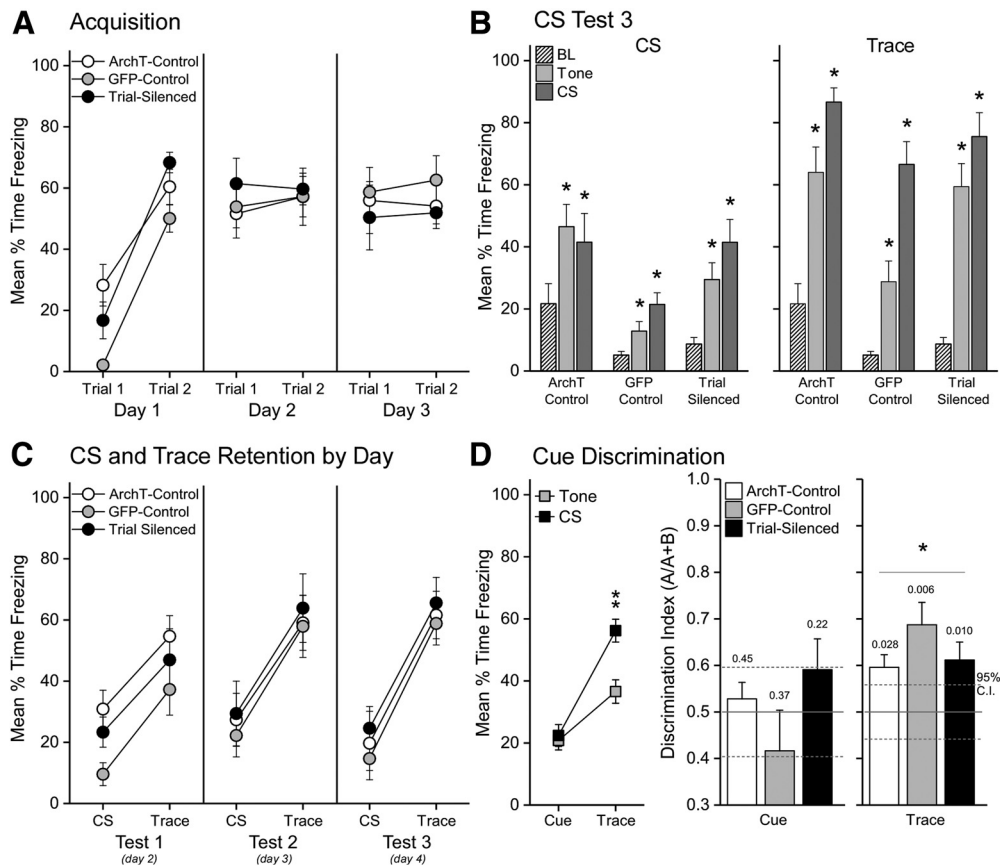 A Acquisition
100
80
60
40
20
0
Mean % Time Freezing
ArchT-Control
GFP-Control
Trial-Silenced
Trial 1 Trial 2 Trial 1 Trial 2 Trial 1 Trial 2
Day 1 Day 2 Day 3
B CS Test 3
CS Trace
100
80
60
40
20
0
Mean % Time Freezing
BL
Tone
CS
* * * * * * * * * * * *
ArchT Control
GFP Control
Trial Silenced
ArchT Control
GFP Control
Trial Silenced
C CS and Trace Retention by Day
100
80
60
40
20
0
Mean % Time Freezing
ArchT-Control
GFP-Control
Trial Silenced
CS Trace CS Trace CS Trace
Test 1 Test 2 Test 3
(day 2) (day 3) (day 4)
D Cue Discrimination
100
80
60
40
20
0
Mean % Time Freezing
Tone
CS
*
*
Cue Trace
1.0
0.9
0.8
0.7
0.6
0.5
0.4
0.3
Discrimination Index (A/A+B)
ArchT-Control
GFP-Control
Trial-Silenced
0.45
0.37
0.22
*
0.028
0.006
0.010
95%
C.I.
Cue Trace